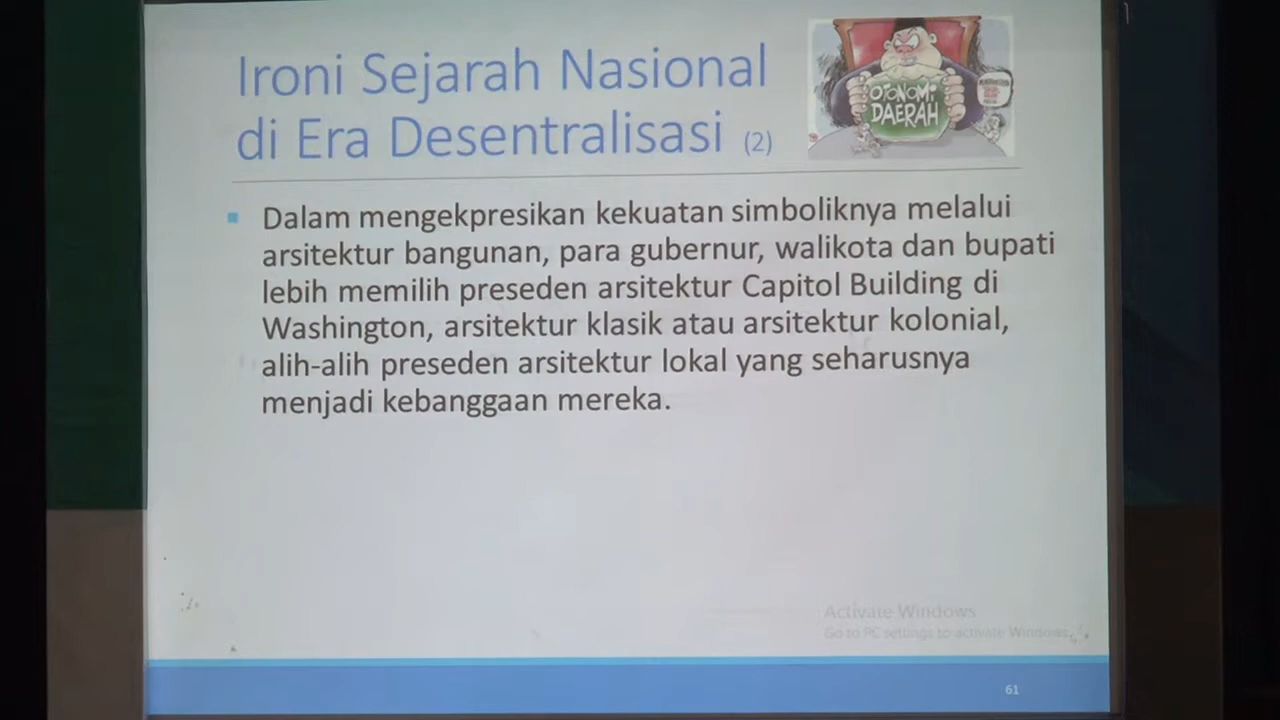 Ironi Sejarah Nasional
di Era Desentralisasi (2)
OTONOMI
DAERAH
Dalam mengekpresikan kekuatan simboliknya melalui
arsitektur bangunan, para gubernur, walikota dan bupati
lebih memilih preseden arsitektur Capitol Building di
Washington, arsitektur klasik atau arsitektur kolonial,
alih-alih preseden arsitektur lokal yang seharusnya
menjadi kebanggaan mereka.
Activate Windows
Go to PC settings to activate Windows.
61